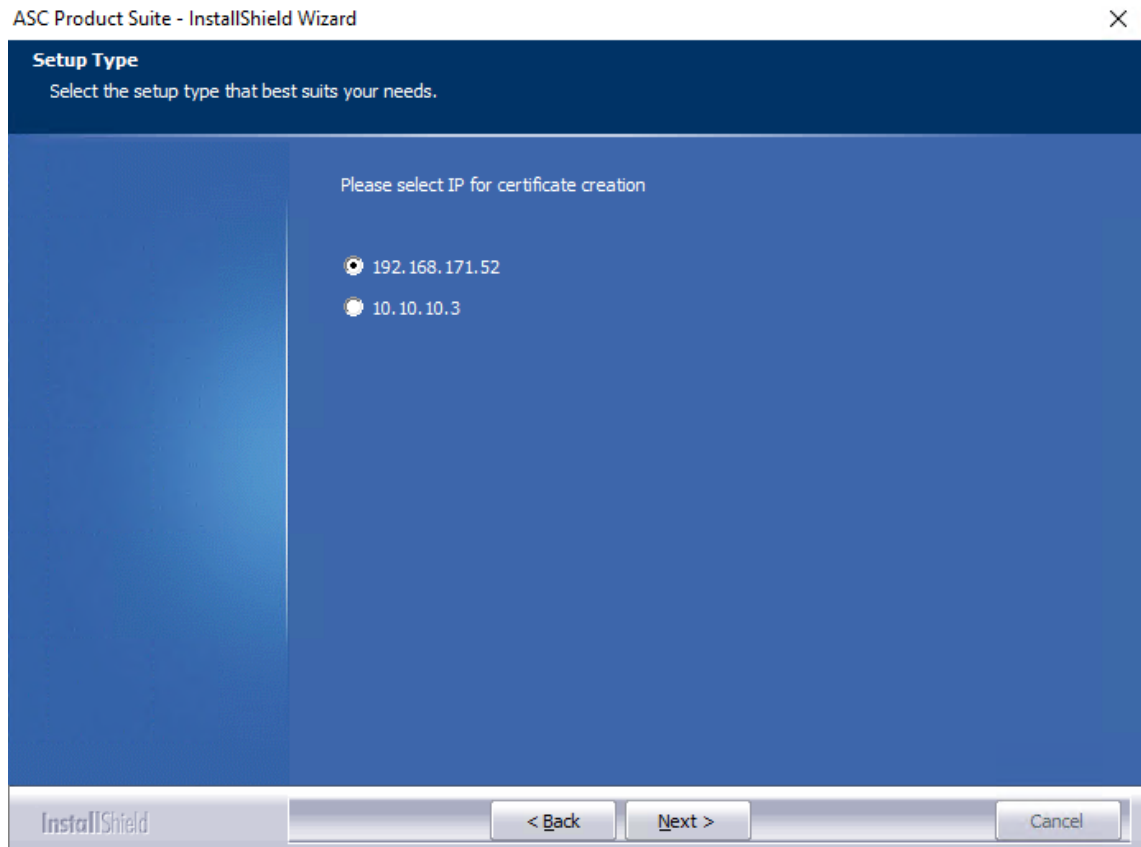 ASC Product Suite - InstallShield Wizard
Setup Type
Select the setup type that best suits your needs.
Please select IP for certificate creation
192.168.171.52
10.10.10.3
InstallShield
< Back
Next >
Cancel